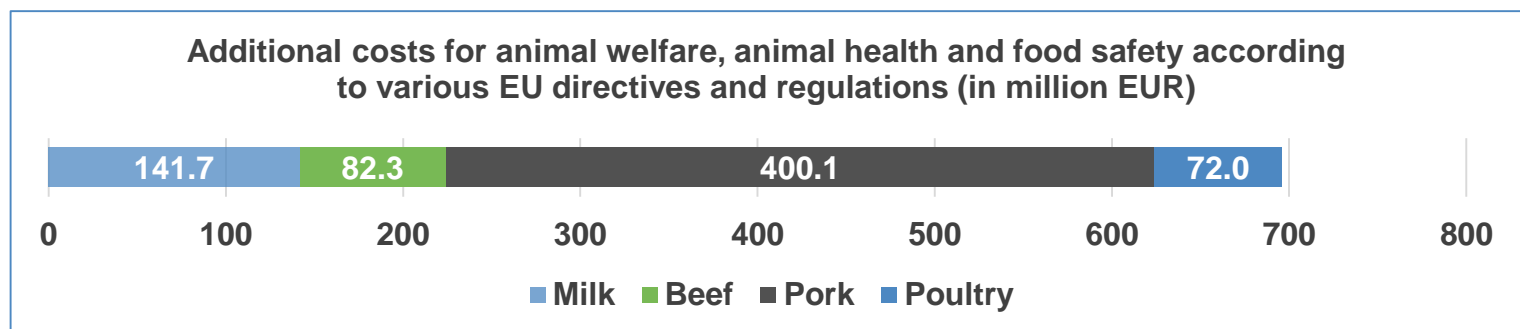 Additional costs for animal welfare, animal health and food safety according
to various EU directives and regulations (in million EUR)
141.7 82.3 400.1 72.0
0 100 200 300 400 500 600 700 800
Milk Beef Pork Poultry